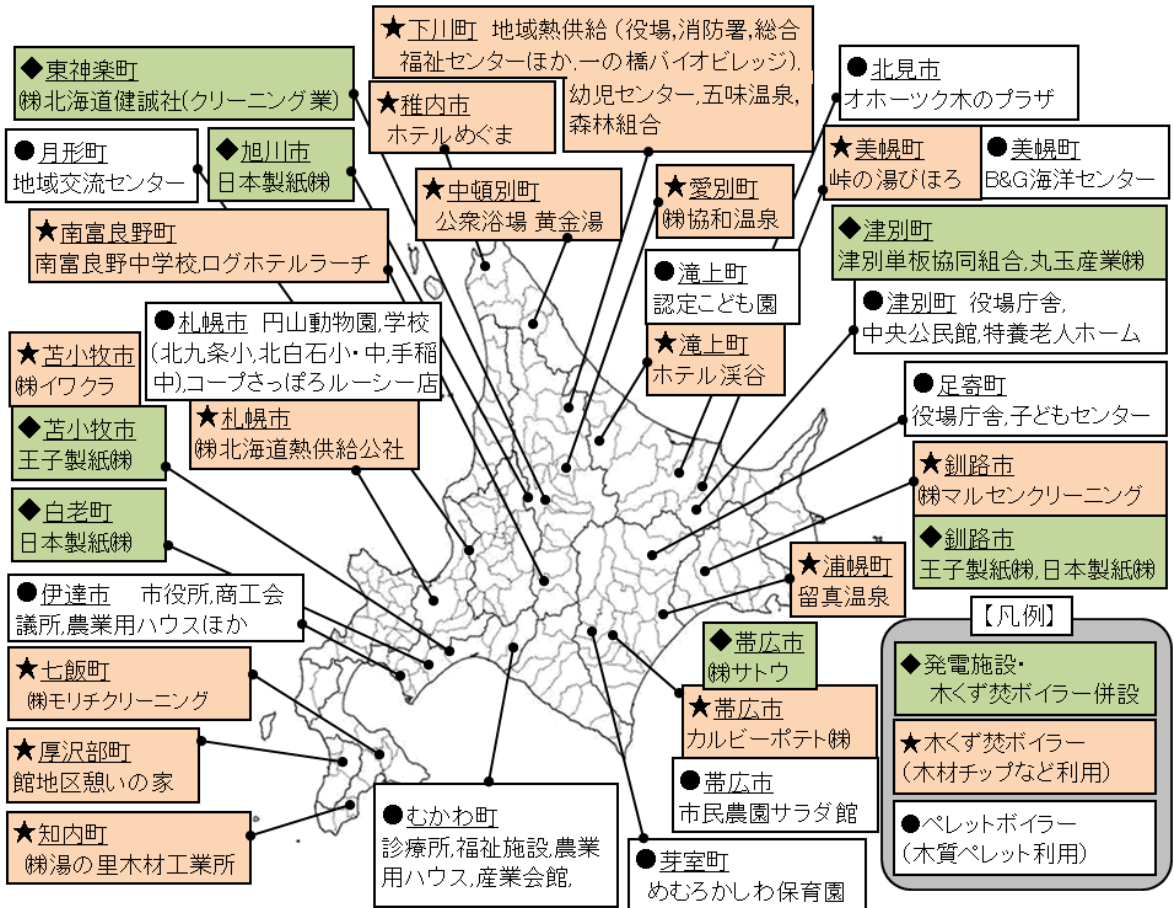 ★下川町 地域熱供給(役場,消防署,総合
福祉センターほか,一の橋バイオビレッジ),
幼児センター,五味温泉,
森林組合
◆東神楽町
㈱北海道健誠社(クリーニング業)
●北見市
オホーツク木のプラザ
★稚内市
ホテルめぐま
●月形町
地域交流センター
◆旭川市
日本製紙㈱
★美幌町
峠の湯びほろ
●美幌町
B&G海洋センター
★中頓別町
公衆浴場 黄金湯
★愛別町
㈱協和温泉
★南富良野町
南富良野中学校,ログホテルラーチ
◆津別町
津別単板協同組合,丸玉産業㈱
●滝上町
認定こども園
●津別町 役場庁舎,
中央公民館,特養老人ホーム
●札幌市 円山動物園,学校
(北九条小,北白石小・中,手稲
中),コープさっぽろルーシー店
★苫小牧市
㈱イワクラ
★滝上町
ホテル渓谷
●足寄町
役場庁舎,子どもセンター
★札幌市
㈱北海道熱供給公社
◆苫小牧市
王子製紙㈱
★釧路市
㈱マルセンクリーニング
◆白老町
日本製紙㈱
◆釧路市
王子製紙㈱,日本製紙㈱
★浦幌町
留真温泉
●伊達市 市役所,商工会
議所,農業用ハウスほか
【凡例】
◆発電施設・
木くず焚ボイラー併設
★木くず焚ボイラー
(木材チップなど利用)
●ペレットボイラー
(木質ペレット利用)
◆帯広市
㈱サトウ
★七飯町
㈱モリチクリーニング
★帯広市
カルビーポテト㈱
★厚沢部町
館地区憩いの家
●帯広市
市民農園サラダ館
●むかわ町
診療所,福祉施設,農業
用ハウス,産業会館,
★知内町
㈱湯の里木材工業所
●芽室町
めむろかしわ保育園